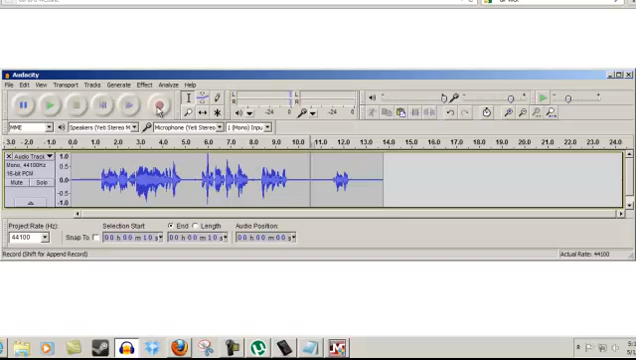 Audacity
File Edit View Transport Tracks Generate Effect Analyze Help
L
R
L
R
-24 0
-24 0
MME
Speakers (Yeti Stereo M
Microphone (Yeti Stereo
1 (Mono) Inpu
-3.0 -2.0 -1.0 0.0 1.0 2.0 3.0 4.0 5.0 6.0 7.0 8.0 9.0 10.0 11.0 12.0 13.0 14.0 15.0 16.0 17.0 18.0 19.0 20.0 21.0 22.0 23.0 24.0
Audio Track
Mono, 44100Hz
16-bit PCM
Mute Solo
1.0
0.5
0.0
-0.5
-1.0
Project Rate (Hz):
Selection Start
End
Length
Audio Position:
44100
Snap To
00 h 00 m 10 s
00 h 00 m 10 s
00 h 00 m 00 s
Record (Shift for Append Record)
Actual Rate: 44100